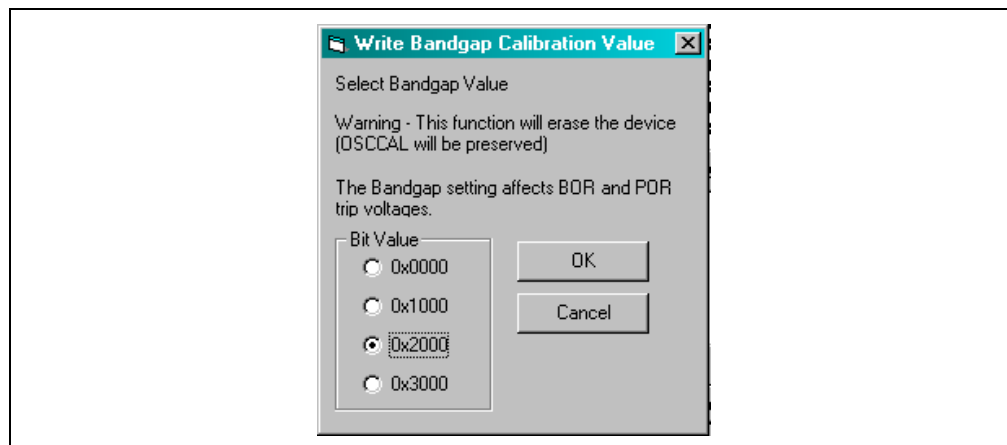 Write Bandgap Calibration Value
Select Bandgap Value
Warning - This function will erase the device
(OSCCAL will be preserved)
The Bandgap setting affects BOR and POR
trip voltages.
Bit Value
0x0000
0x1000
0x2000
0x3000
OK
Cancel